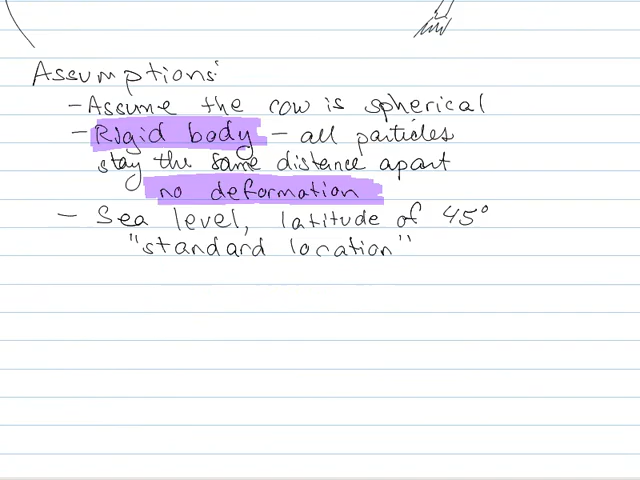 Assumptions:
- Assume the cow is spherical
- Rigid body - all particles
stay the same distance apart
no deformation
- Sea level, latitude of 45°
"standard location"